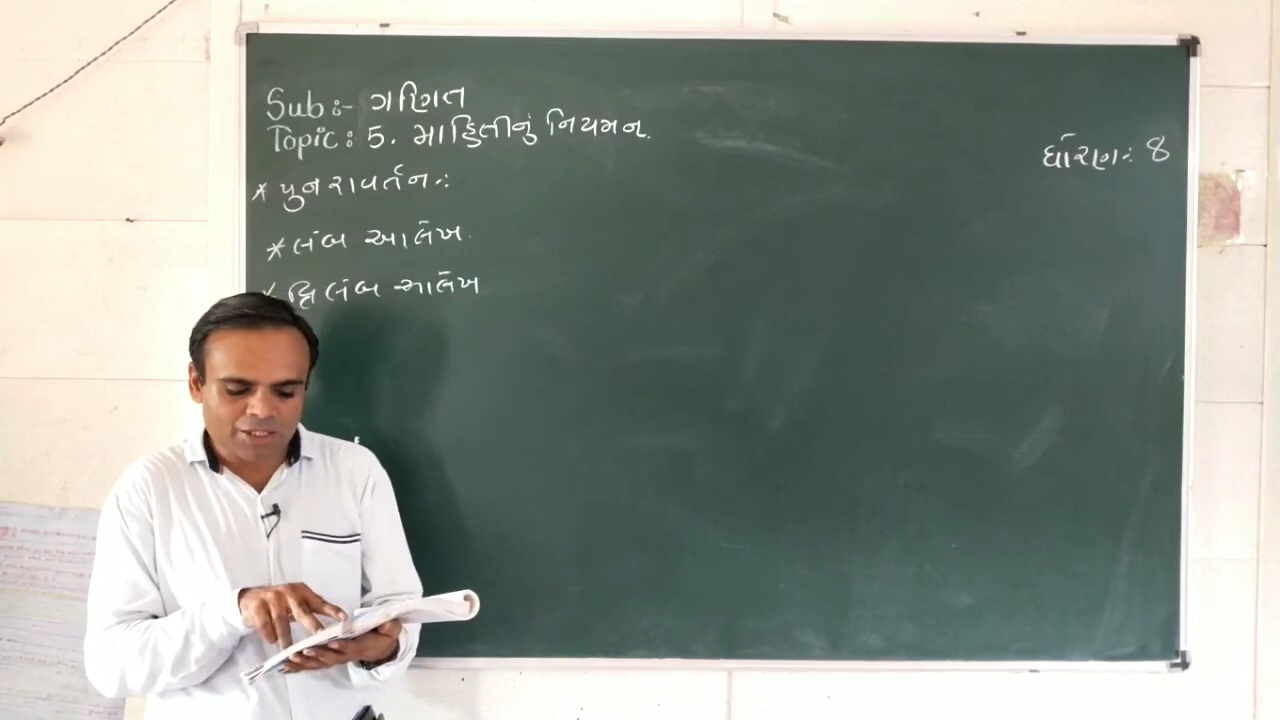 Sub :- ગણિત
Topic : 5. માહિતીનું નિયમન.
ધોરણ : 8
* પુનરાવર્તન :
* લંબ આલેખ.
* દ્વિલંબ આલેખ